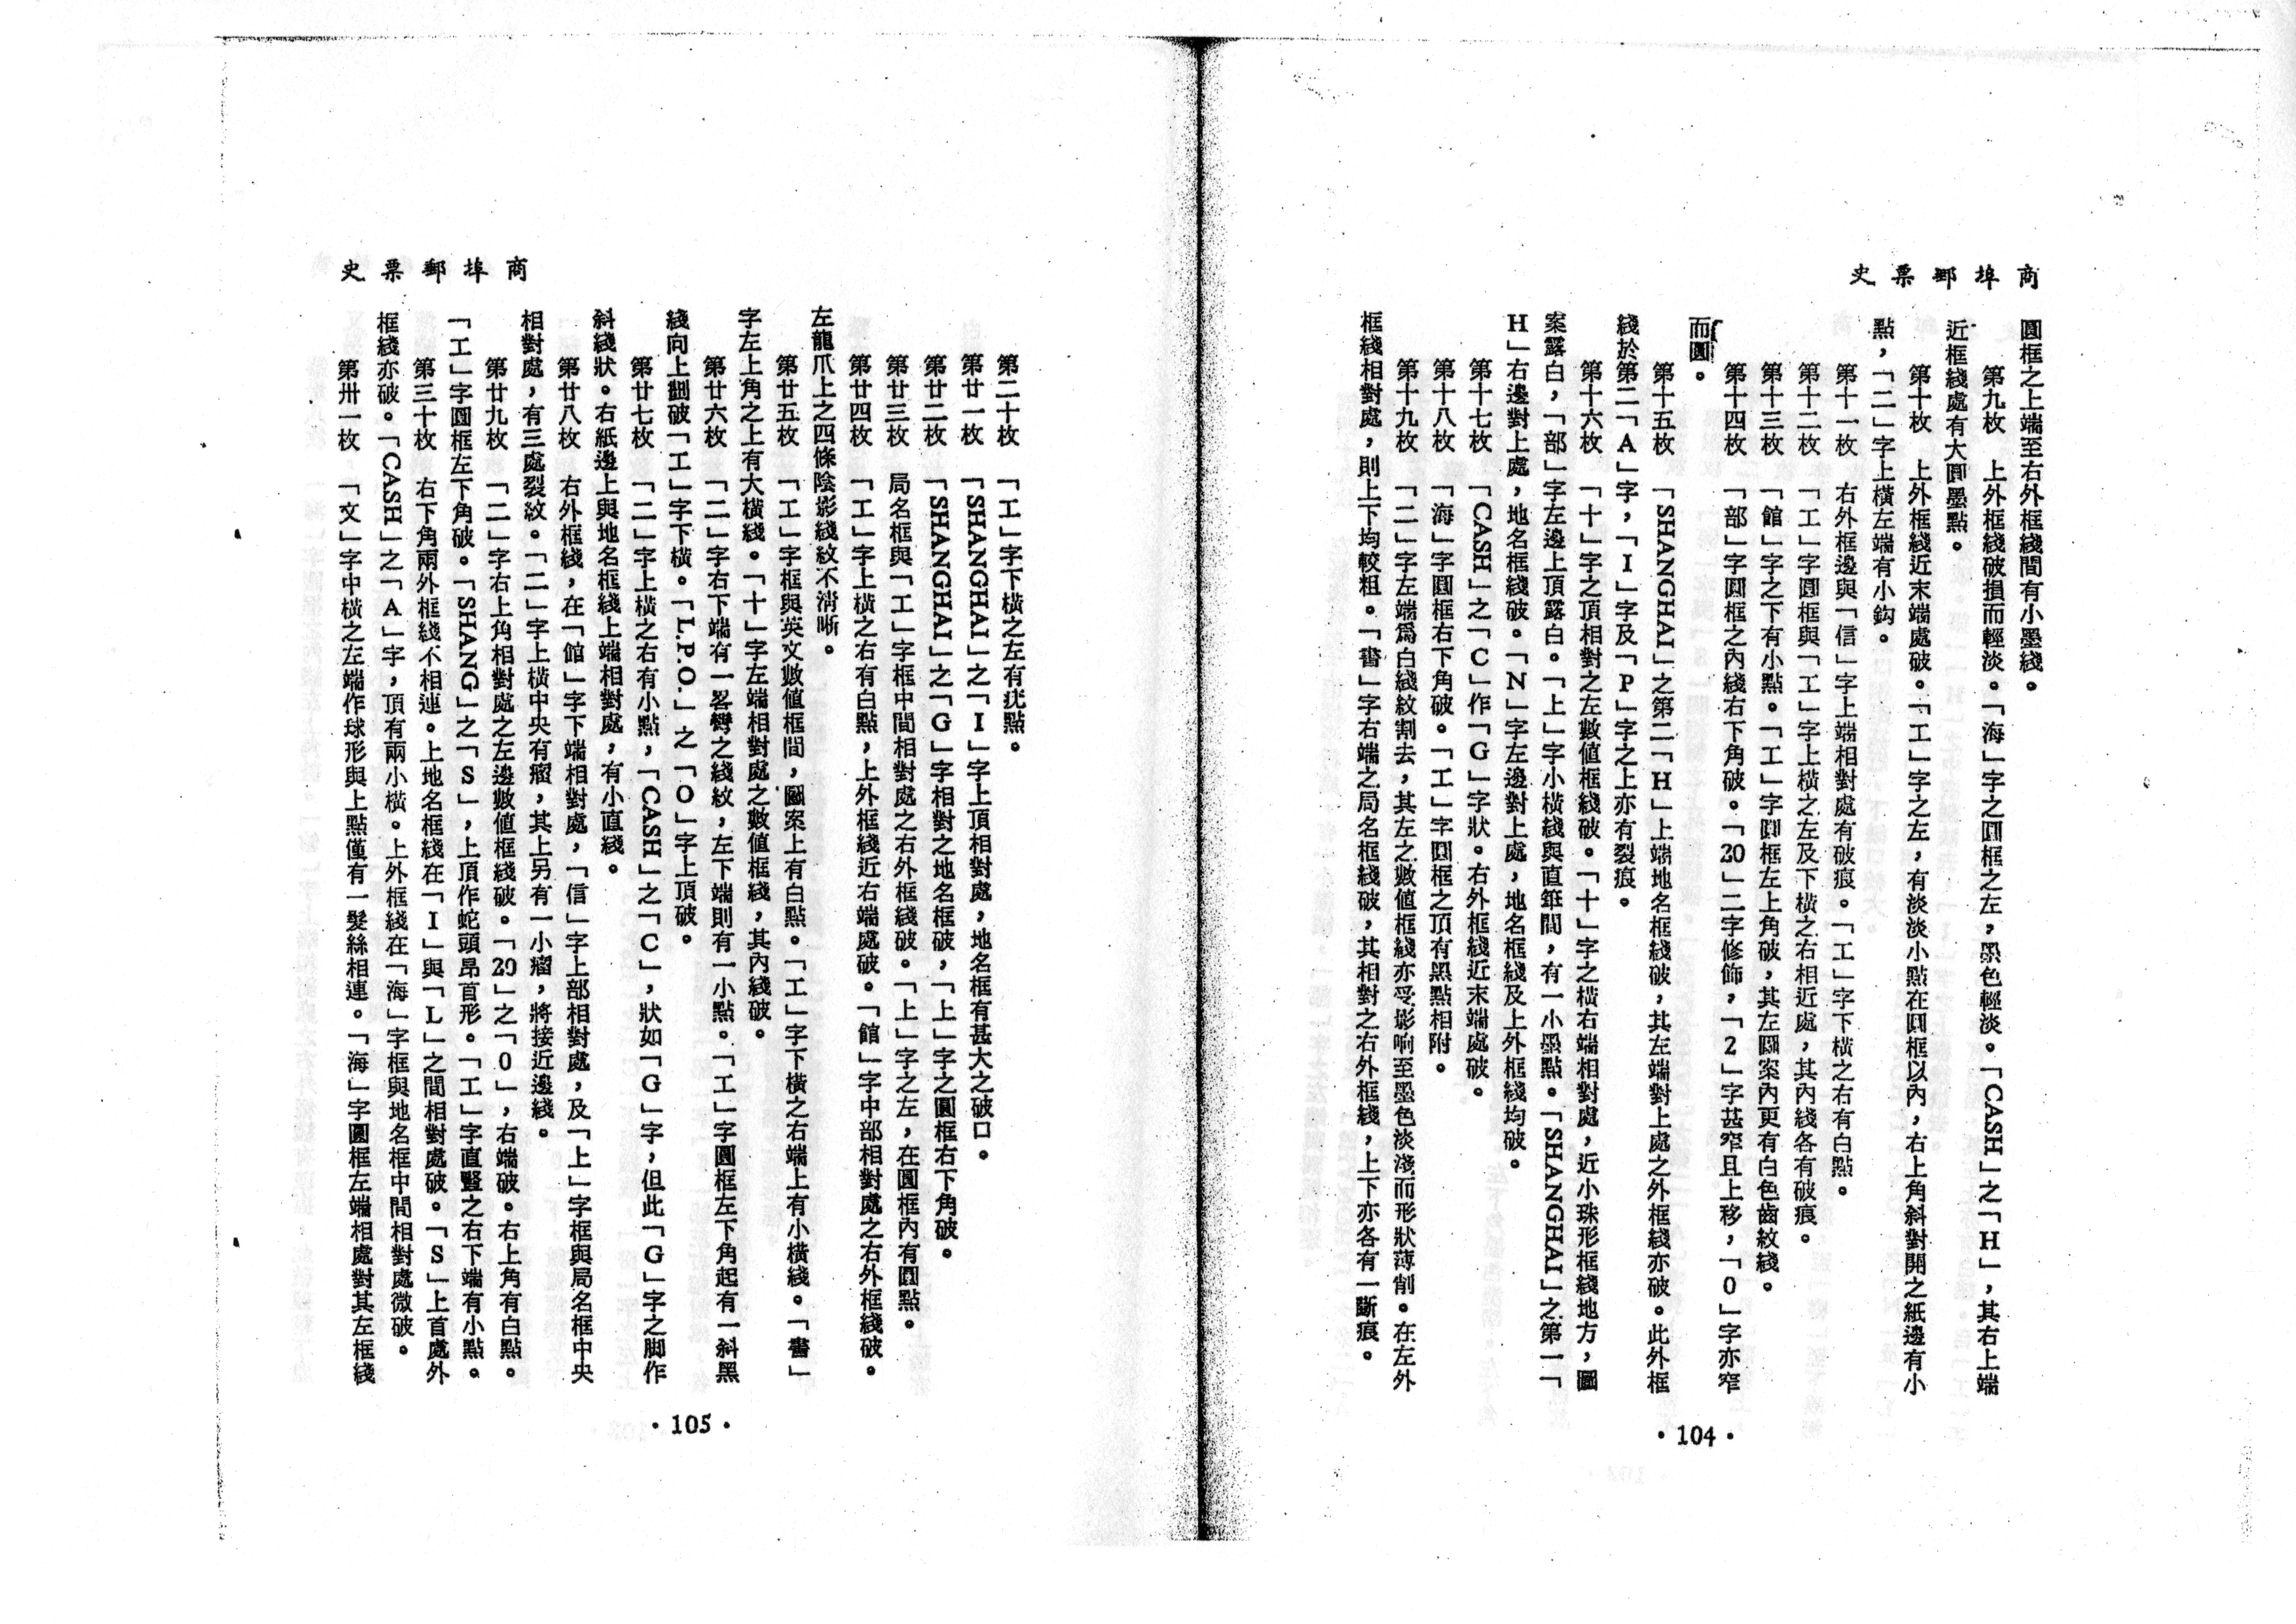 商埠郵票史
圓框之上端至右外框綫間有小墨綫。
第九枚　上外框綫破損而輕淡。「海」字之圓框之左，墨色輕淡。「CASH」之「H」，其右上端
近框綫處有大圓墨點。
第十枚　上外框綫近末端處破。「工」字之左，有淡淡小點在圓框以內，右上角斜對開之紙邊有小
點，「二」字上橫左端有小鈎。
第十一枚　右外框邊與「信」字上端相對處有破痕。「工」字下橫之右有白點。
第十二枚　「工」字圓框與「工」字上橫之左及下橫之右相近處，其內綫各有破痕。
第十三枚　「館」字之下有小點。「工」字圓框左上角破，其左圖案內更有白色齒紋綫。
第十四枚　「部」字圓框之內綫右下角破。「20」二字修飾，「2」字甚窄且上移，「0」字亦窄
而圓。
第十五枚　「SHANGHAI」之第二「H」上端地名框綫破，其左端對上處之外框綫亦破。此外框
綫於第二「A」字，「I」字及「P」字之上亦有裂痕。
第十六枚　「十」字之頂相對之左數値框綫破。「十」字之橫右端相對處，近小珠形框綫地方，圖
案露白，「部」字左邊上頂露白。「上」字小橫綫與直筆間，有一小墨點。「SHANGHAI」之第一「
H」右邊對上處，地名框綫破。「N」字左邊對上處，地名框綫及上外框綫均破。
第十七枚　「CASH」之「C」作「G」字狀。右外框綫近末端處破。
第十八枚　「海」字圓框右下角破。「工」字圓框之頂有黑點相附。
第十九枚　「二」字左端爲白綫紋割去，其左之數値框綫亦受影响至墨色淡淺而形狀薄削。在左外
框綫相對處，則上下均較粗。「書」字右端之局名框綫破，其相對之右外框綫，上下亦各有一斷痕。
・104・
商埠郵票史
第二十枚　「工」字下橫之左有疣點。
第廿一枚　「SHANGHAI」之「I」字上頂相對處，地名框有甚大之破口。
第廿二枚　「SHANGHAI」之「G」字相對之地名框破，「上」字之圓框右下角破。
第廿三枚　局名框與「工」字框中間相對處之右外框綫破。「上」字之左，在圓框內有圓點。
第廿四枚　「工」字上橫之右有白點，上外框綫近右端處破。「館」字中部相對處之右外框綫破。
左龍爪上之四條陰影綫紋不淸晰。
第廿五枚　「工」字框與英文數値框間，圖案上有白點。「工」字下橫之右端上有小橫綫。「書」
字左上角之上有大橫綫。「十」字左端相對處之數値框綫，其內綫破。
第廿六枚　「二」字右下端有一畧彎之綫紋，左下端則有一小點。「工」字圓框左下角起有一斜黑
綫向上劃破「工」字下橫。「L.P.O.」之「O」字上頂破。
第廿七枚　「二」字上橫之右有小點，「CASH」之「C」，狀如「G」字，但此「G」字之脚作
斜綫狀。右紙邊上與地名框綫上端相對處，有小直綫。
第廿八枚　右外框綫，在「館」字下端相對處，「信」字上部相對處，及「上」字框與局名框中央
相對處，有三處裂紋。「二」字上橫中央有瘤，其上另有一小瘤，將接近邊綫。
第廿九枚　「二」字右上角相對處之左邊數値框綫破。「20」之「0」，右端破。右上角有白點。
「工」字圓框左下角破。「SHANG」之「S」，上頂作蛇頭昂首形。「工」字直豎之右下端有小點。
第三十枚　右下角兩外框綫不相連。上地名框綫在「I」與「L」之間相對處破。「S」上首處外
框綫亦破。「CASH」之「A」字，頂有兩小橫。上外框綫在「海」字框與地名框中間相對處微破。
第卅一枚　「文」字中橫之左端作球形與上點僅有一髮絲相連。「海」字圓框左端相處對其左框綫
・105・